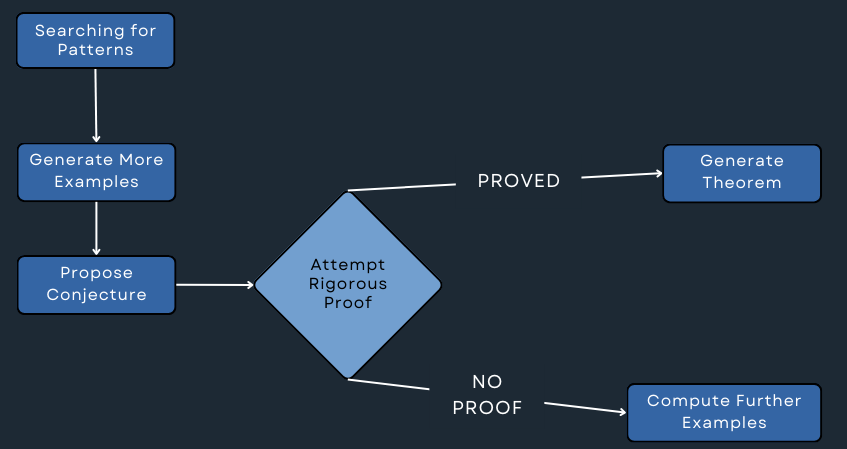 Searching for
Patterns
Generate More
Examples
Propose
Conjecture
Attempt
Rigorous
Proof
PROVED
Generate
Theorem
NO
PROOF
Compute Further
Examples